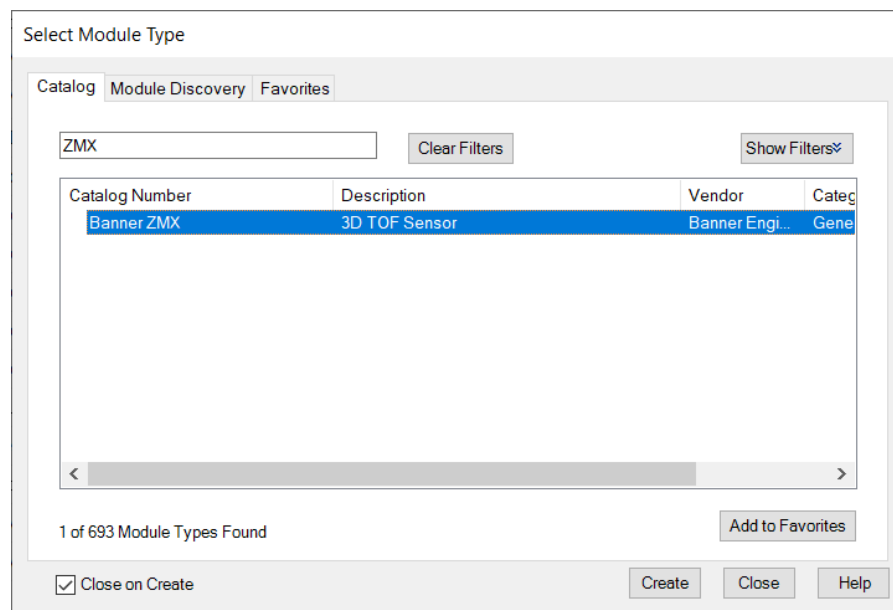 Select Module Type
Catalog Module Discovery Favorites
ZMX Clear Filters Show Filters
Catalog Number Description Vendor Categ
Banner ZMX 3D TOF Sensor Banner Engi... Gene
1 of 693 Module Types Found Add to Favorites
Close on Create Create Close Help